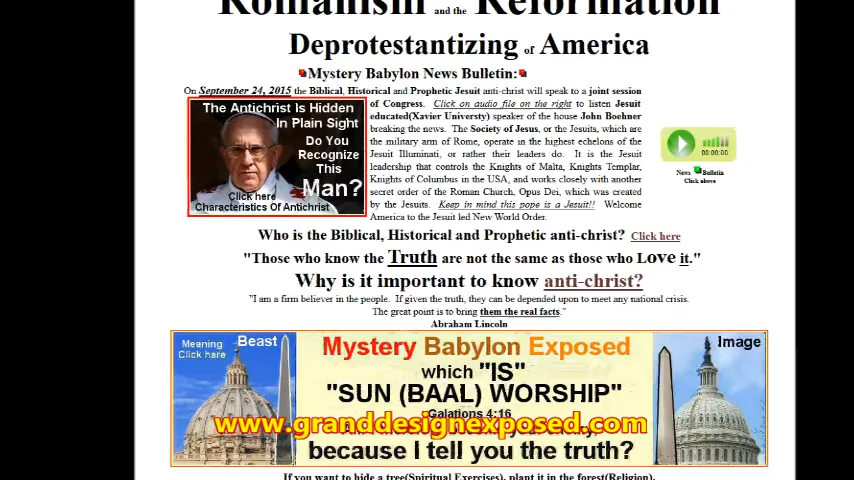 Romanism and the Reformation
Deprotestantizing of America
Mystery Babylon News Bulletin:
On September 24, 2015 the Biblical, Historical and Prophetic Jesuit anti-christ will speak to a joint session
of Congress. Click on audio file on the right to listen Jesuit
educated(Xavier Universty) speaker of the house John Boehner
breaking the news. The Society of Jesus, or the Jesuits, which are
the military arm of Rome, operate in the highest echelons of the
Jesuit Illuminati, or rather their leaders do. It is the Jesuit
leadership that controls the Knights of Malta, Knights Templar,
Knights of Columbus in the USA, and works closely with another
secret order of the Roman Church, Opus Dei, which was created
by the Jesuits. Keep in mind this pope is a Jesuit!! Welcome
America to the Jesuit led New World Order.
The Antichrist Is Hidden
In Plain Sight
Do You
Recognize
This
Man?
Click here
Characteristics Of Antichrist
00:00:00
News Bulletin
Click above
Who is the Biblical, Historical and Prophetic anti-christ? Click here
"Those who know the Truth are not the same as those who Love it."
Why is it important to know anti-christ?
"I am a firm believer in the people. If given the truth, they can be depended upon to meet any national crisis.
The great point is to bring them the real facts."
Abraham Lincoln
Meaning
Click here
Beast
Mystery Babylon Exposed
which "IS"
"SUN (BAAL) WORSHIP"
Galations 4:16
www.granddesignexposed.com
because I tell you the truth?
Image
If you want to hide a tree(Spiritual Exercises), plant it in the forest(Religion).